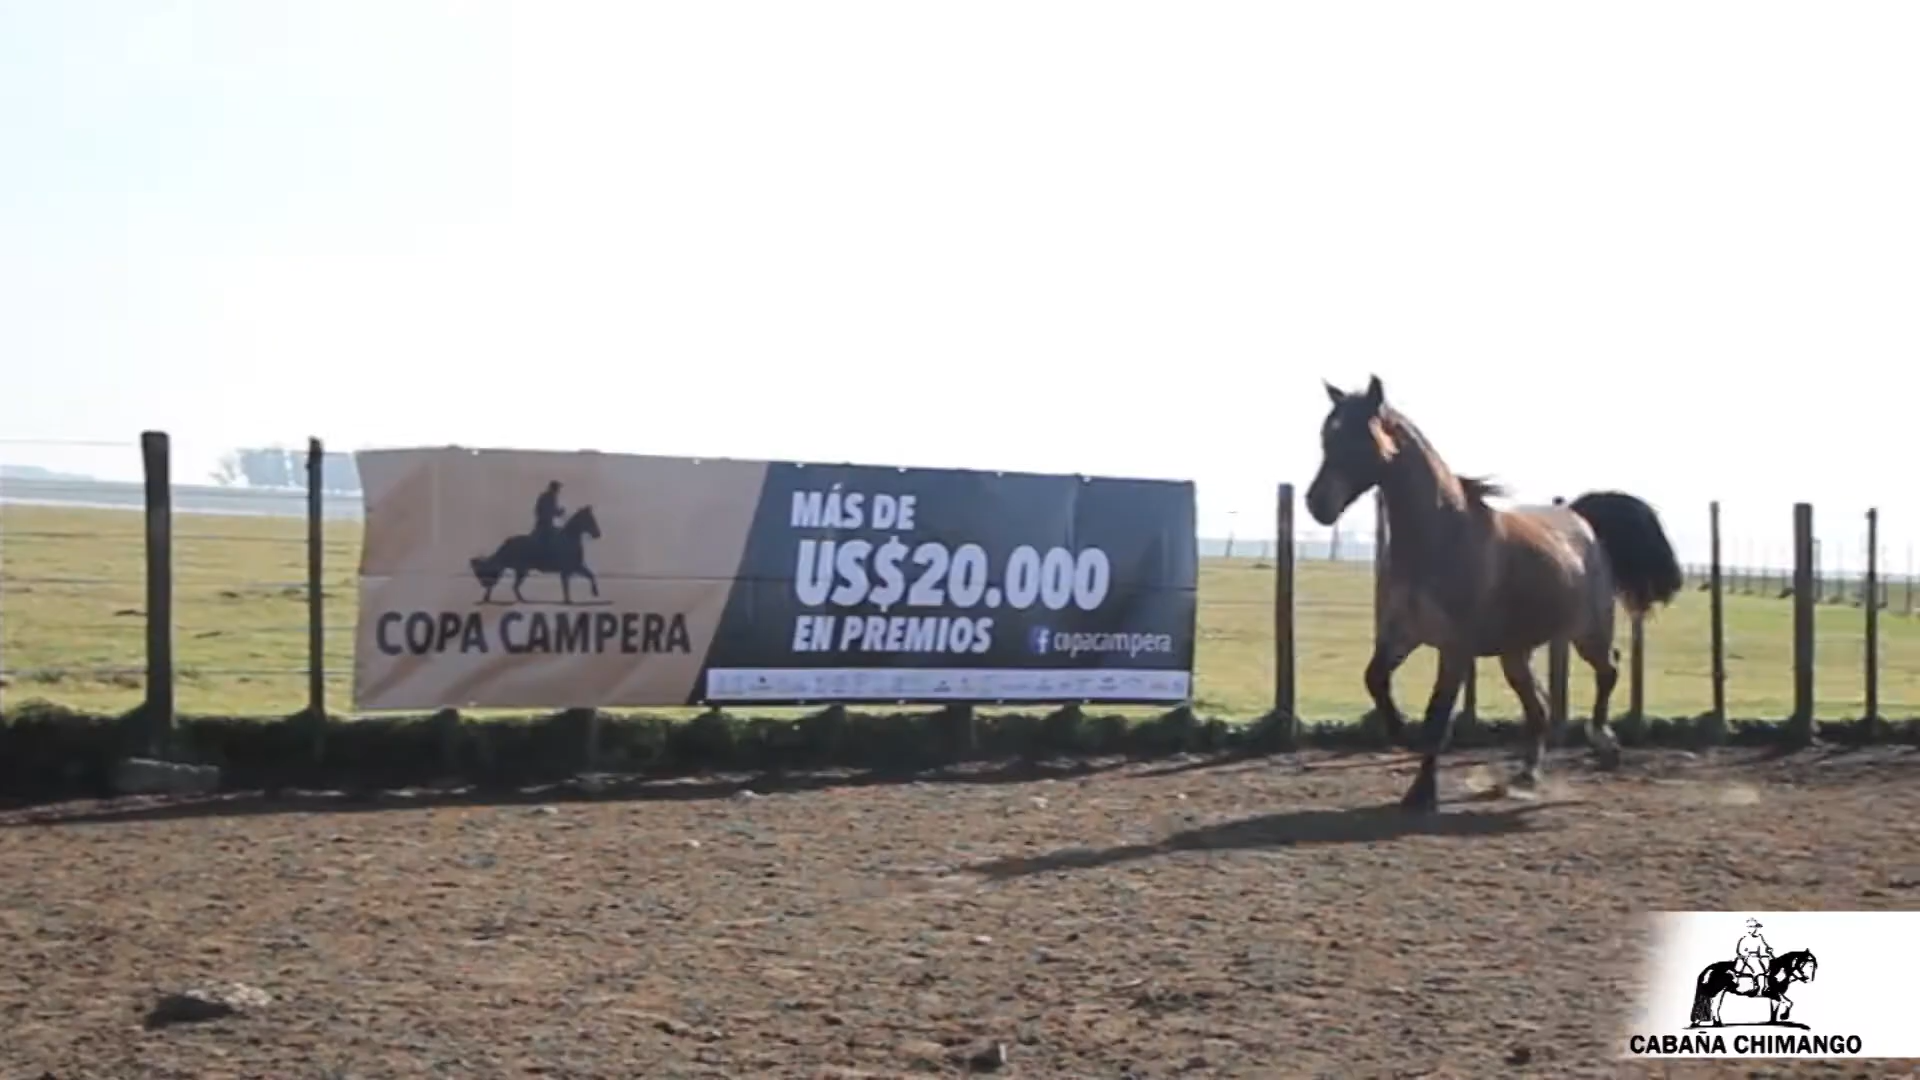 COPA CAMPERA
MÁS DE
US$20.000
EN PREMIOS
copacampera
CABAÑA CHIMANGO